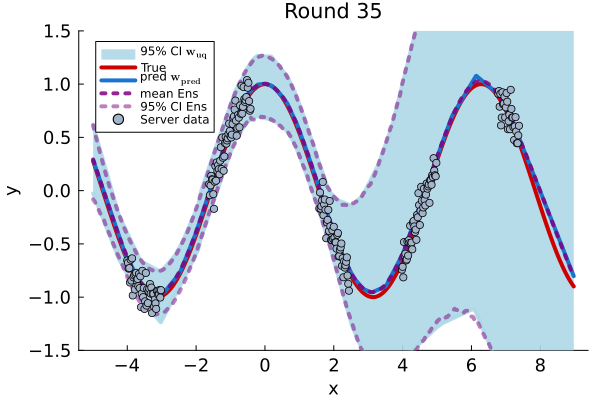 Round 35
1.5
1.0
0.5
0.0
−0.5
−1.0
−1.5
y
95% CI w_uq
True
pred w_pred
mean Ens
95% CI Ens
Server data
−4 −2 0 2 4 6 8
x